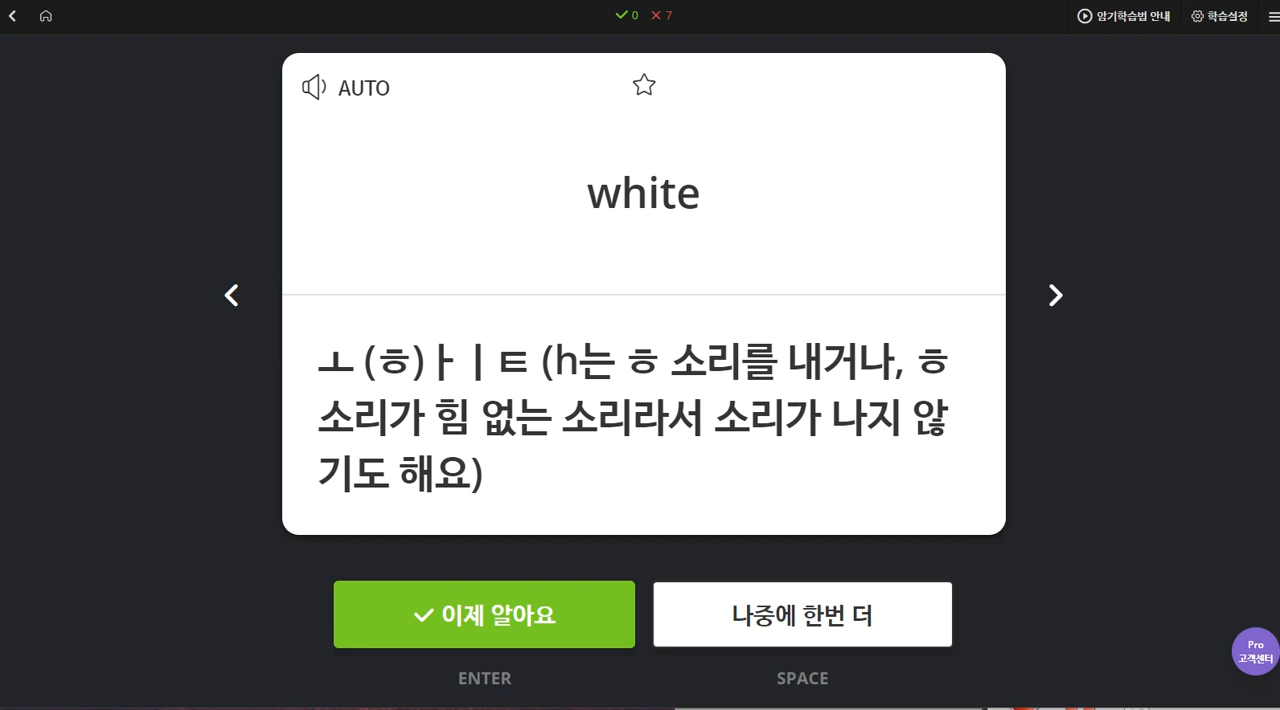 0 7
암기학습법 안내
학습설정
AUTO
white
ㅗ (ㅎ)ㅏㅣㅌ (h는 ㅎ 소리를 내거나, ㅎ
소리가 힘 없는 소리라서 소리가 나지 않
기도 해요)
이제 알아요
나중에 한번 더
ENTER
SPACE
Pro
고객센터